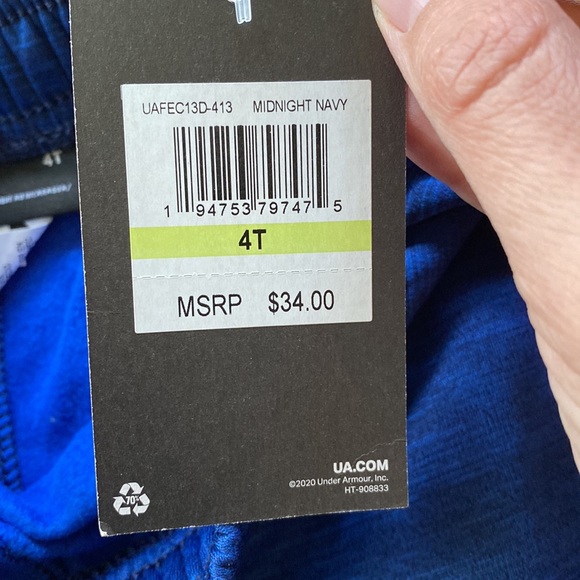 UAFEC13D-413 MIDNIGHT NAVY
1 94753 79747 5
4T
MSRP $34.00
UA.COM
©2020 Under Armour, Inc.
HT-908833
70%
4T